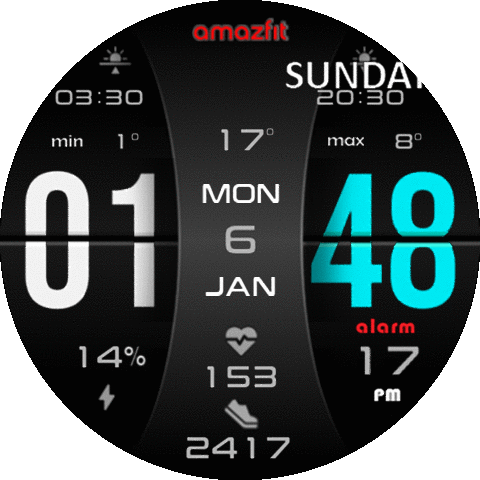 amazfit
SUNDAY
03:30
20:30
min 1°
17°
max 8°
MON
01
6
48
JAN
alarm
14%
17
PM
153
2417